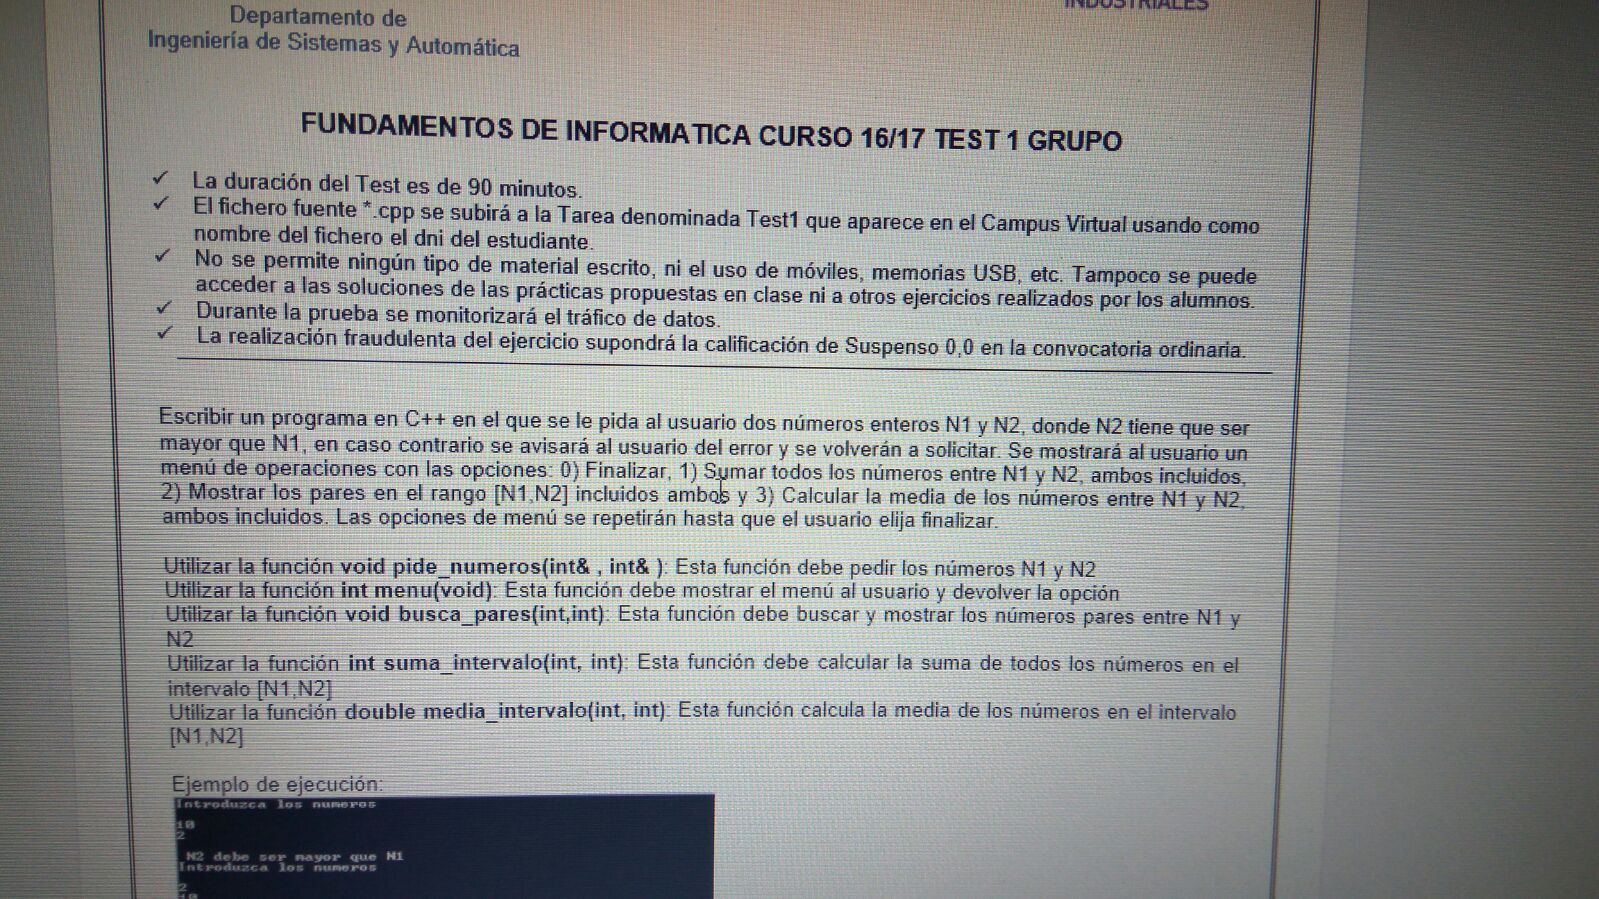 Departamento de
Ingeniería de Sistemas y Automática
INDUSTRIALES
FUNDAMENTOS DE INFORMATICA CURSO 16/17 TEST 1 GRUPO
✓ La duración del Test es de 90 minutos.
✓ El fichero fuente *.cpp se subirá a la Tarea denominada Test1 que aparece en el Campus Virtual usando como
nombre del fichero el dni del estudiante.
✓ No se permite ningún tipo de material escrito, ni el uso de móviles, memorias USB, etc. Tampoco se puede
acceder a las soluciones de las prácticas propuestas en clase ni a otros ejercicios realizados por los alumnos.
✓ Durante la prueba se monitorizará el tráfico de datos.
✓ La realización fraudulenta del ejercicio supondrá la calificación de Suspenso 0,0 en la convocatoria ordinaria.
Escribir un programa en C++ en el que se le pida al usuario dos números enteros N1 y N2, donde N2 tiene que ser
mayor que N1, en caso contrario se avisará al usuario del error y se volverán a solicitar. Se mostrará al usuario un
menú de operaciones con las opciones: 0) Finalizar, 1) Sumar todos los números entre N1 y N2, ambos incluidos,
2) Mostrar los pares en el rango [N1,N2] incluidos ambos y 3) Calcular la media de los números entre N1 y N2,
ambos incluidos. Las opciones de menú se repetirán hasta que el usuario elija finalizar.
Utilizar la función void pide_numeros(int& , int& ): Esta función debe pedir los números N1 y N2
Utilizar la función int menu(void): Esta función debe mostrar el menú al usuario y devolver la opción
Utilizar la función void busca_pares(int,int): Esta función debe buscar y mostrar los números pares entre N1 y
N2
Utilizar la función int suma_intervalo(int, int): Esta función debe calcular la suma de todos los números en el
intervalo [N1,N2]
Utilizar la función double media_intervalo(int, int): Esta función calcula la media de los números en el intervalo
[N1,N2]
Ejemplo de ejecución:
Introduzca los numeros
10
2
N2 debe ser mayor que N1
Introduzca los numeros
2
10